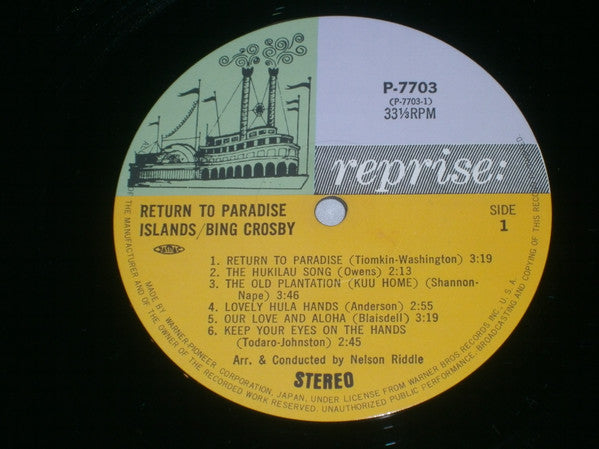 P-7703
(P-7703-1)
33⅓RPM
reprise:
RETURN TO PARADISE
ISLANDS/BING CROSBY
SIDE
1
1. RETURN TO PARADISE (Tiomkin-Washington) 3:19
2. THE HUKILAU SONG (Owens) 2:13
3. THE OLD PLANTATION (KUU HOME) (Shannon-
Nape) 3:46
4. LOVELY HULA HANDS (Anderson) 2:55
5. OUR LOVE AND ALOHA (Blaisdell) 3:19
6. KEEP YOUR EYES ON THE HANDS
(Todaro-Johnston) 2:45
Arr. & Conducted by Nelson Riddle
STEREO
MADE BY WARNER-PIONEER CORPORATION, JAPAN, UNDER LICENSE FROM WARNER BROS. RECORDS INC., U. S. A.
OF THE MANUFACTURER AND OF THE OWNER OF THE RECORDED WORK RESERVED. UNAUTHORIZED PUBLIC PERFORMANCE, BROADCASTING AND COPYING OF THIS RECORD